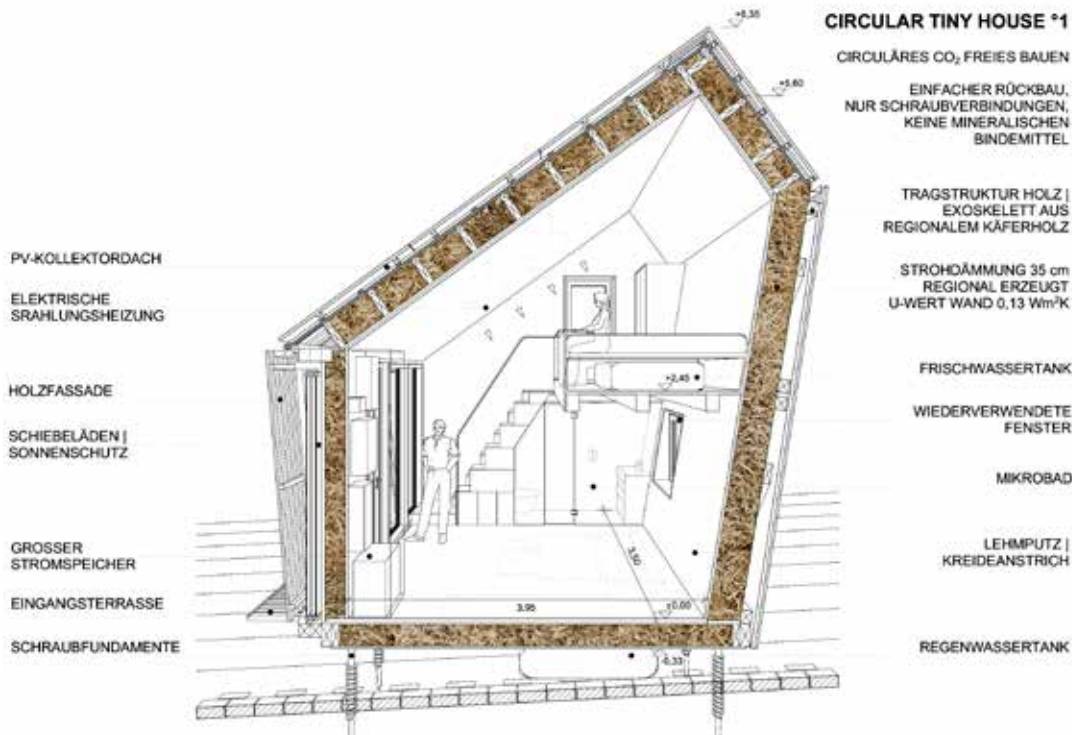 CIRCULAR TINY HOUSE °1
CIRCULÄRES CO₂ FREIES BAUEN
EINFACHER RÜCKBAU,
NUR SCHRAUBVERBINDUNGEN,
KEINE MINERALISCHEN
BINDEMITTEL
TRAGSTRUKTUR HOLZ |
EXOSKELETT AUS
REGIONALEM KÄFERHOLZ
STROHDÄMMUNG 35 cm
REGIONAL ERZEUGT
U-WERT WAND 0,13 Wm²K
FRISCHWASSERTANK
WIEDERVERWENDETE
FENSTER
MIKROBAD
LEHMPUTZ |
KREIDEANSTRICH
REGENWASSERTANK
PV-KOLLEKTORDACH
ELEKTRISCHE
SRAHLUNGSHEIZUNG
HOLZFASSADE
SCHIEBELÄDEN |
SONNENSCHUTZ
GROSSER
STROMSPEICHER
EINGANGSTERRASSE
SCHRAUBFUNDAMENTE
+6,35
+5,60
+2,45
3,50
3,95
±0,00
-0,33